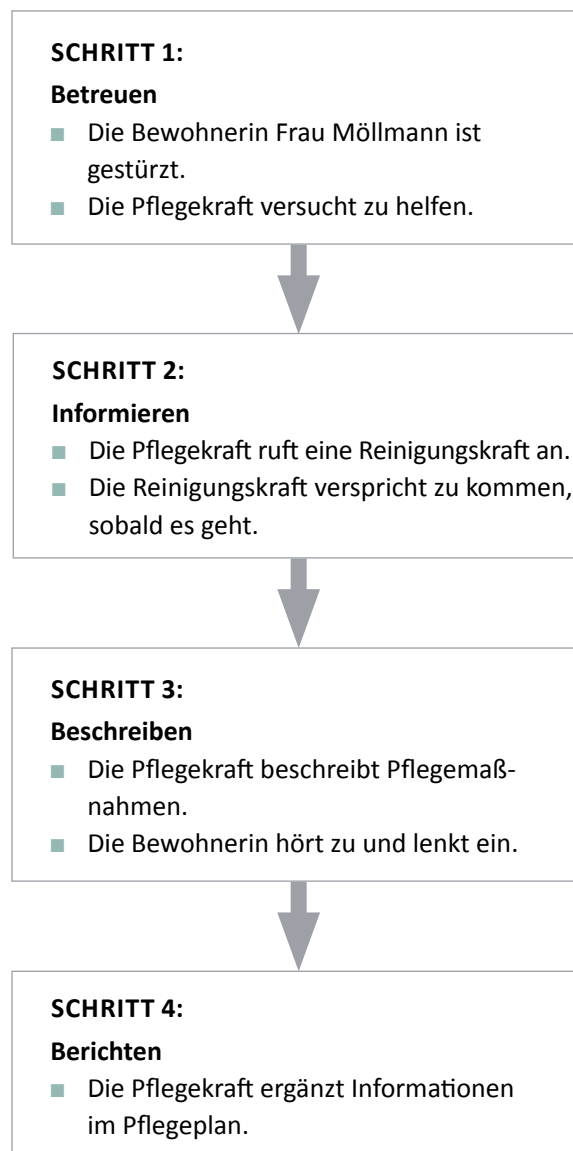 SCHRITT 1:
Betreuen
■ Die Bewohnerin Frau Möllmann ist
gestürzt.
■ Die Pflegekraft versucht zu helfen.
SCHRITT 2:
Informieren
■ Die Pflegekraft ruft eine Reinigungskraft an.
■ Die Reinigungskraft verspricht zu kommen,
sobald es geht.
SCHRITT 3:
Beschreiben
■ Die Pflegekraft beschreibt Pflegemaß-
nahmen.
■ Die Bewohnerin hört zu und lenkt ein.
SCHRITT 4:
Berichten
■ Die Pflegekraft ergänzt Informationen
im Pflegeplan.